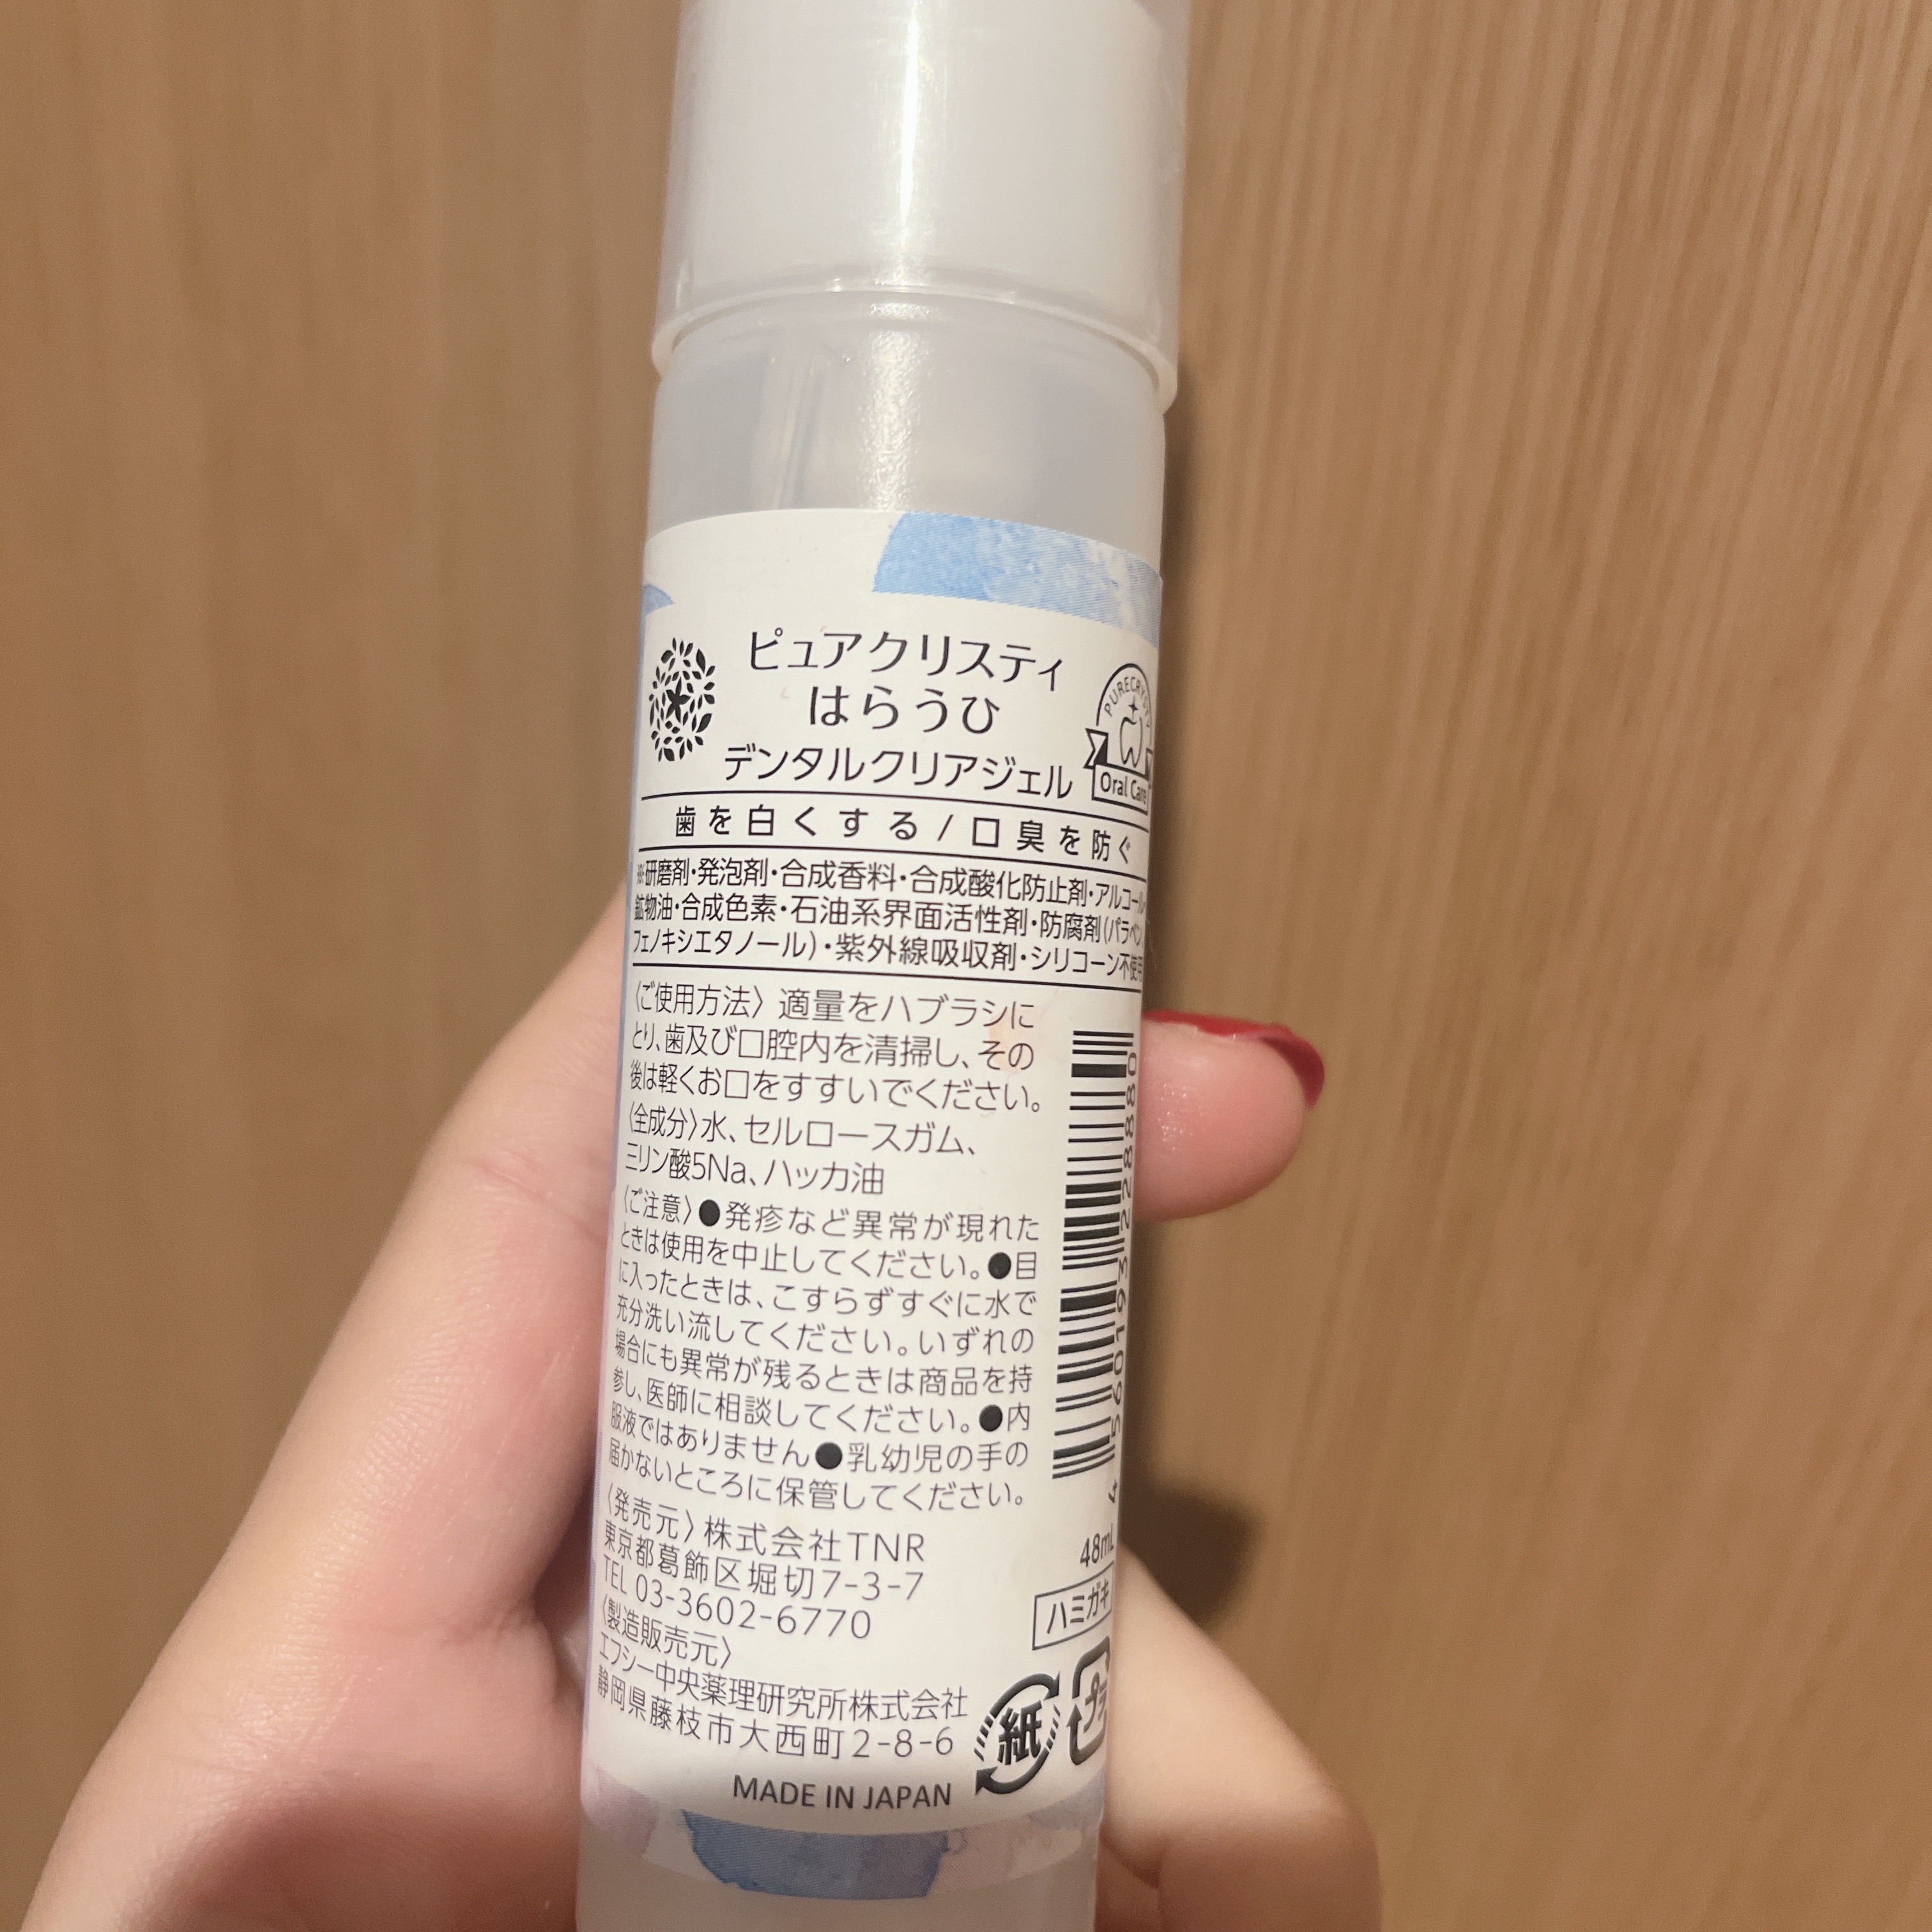 ピュアクリスティ
はらうひ
デンタルクリアジェル
PURECRYSTY
Oral Care
歯を白くする/口臭を防ぐ
※研磨剤・発泡剤・合成香料・合成酸化防止剤・アルコール・
鉱物油・合成色素・石油系界面活性剤・防腐剤(パラベン、
フェノキシエタノール)・紫外線吸収剤・シリコーン不使用
〈ご使用方法〉適量をハブラシに
とり、歯及び口腔内を清掃し、その
後は軽くお口をすすいでください。
〈全成分〉水、セルロースガム、
三リン酸5Na、ハッカ油
〈ご注意〉●発疹など異常が現れた
ときは使用を中止してください。●目
に入ったときは、こすらずすぐに水で
充分洗い流してください。いずれの
場合にも異常が残るときは商品を持
参し、医師に相談してください。●内
服液ではありません●乳幼児の手の
届かないところに保管してください。
〈発売元〉株式会社TNR
東京都葛飾区堀切7-3-7
TEL 03-3602-6770
〈製造販売元〉
エフシー中央薬理研究所株式会社
静岡県藤枝市大西町2-8-6
MADE IN JAPAN
4 560193 228880
48mL
ハミガキ
紙
プラ